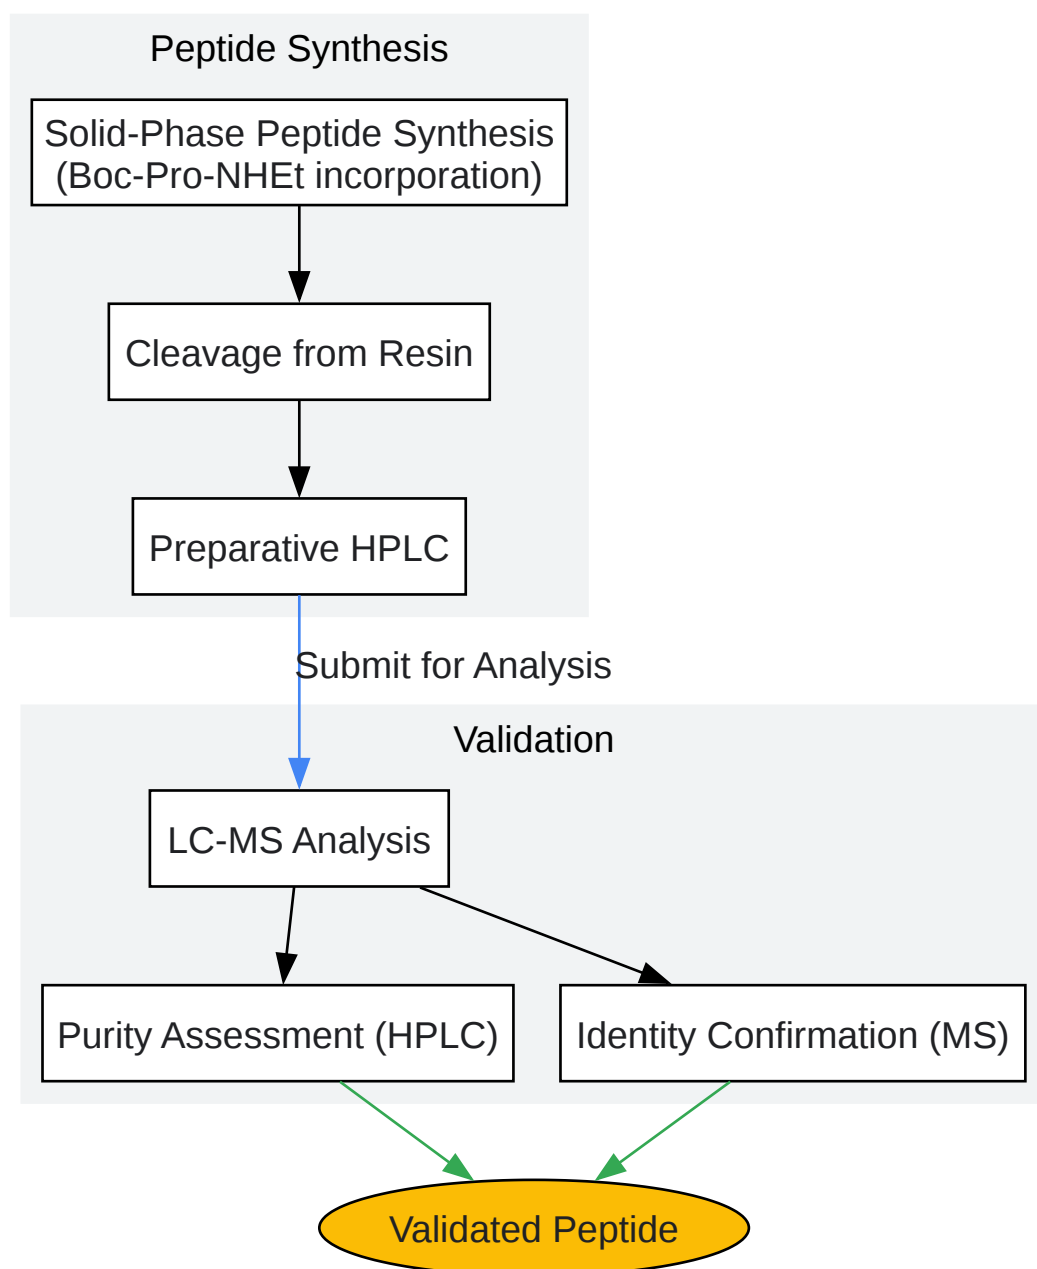 Peptide Synthesis
Solid-Phase Peptide Synthesis
(Boc-Pro-NHEt incorporation)
Cleavage from Resin
Preparative HPLC
Submit for Analysis
Validation
LC-MS Analysis
Purity Assessment (HPLC)
Identity Confirmation (MS)
Validated Peptide